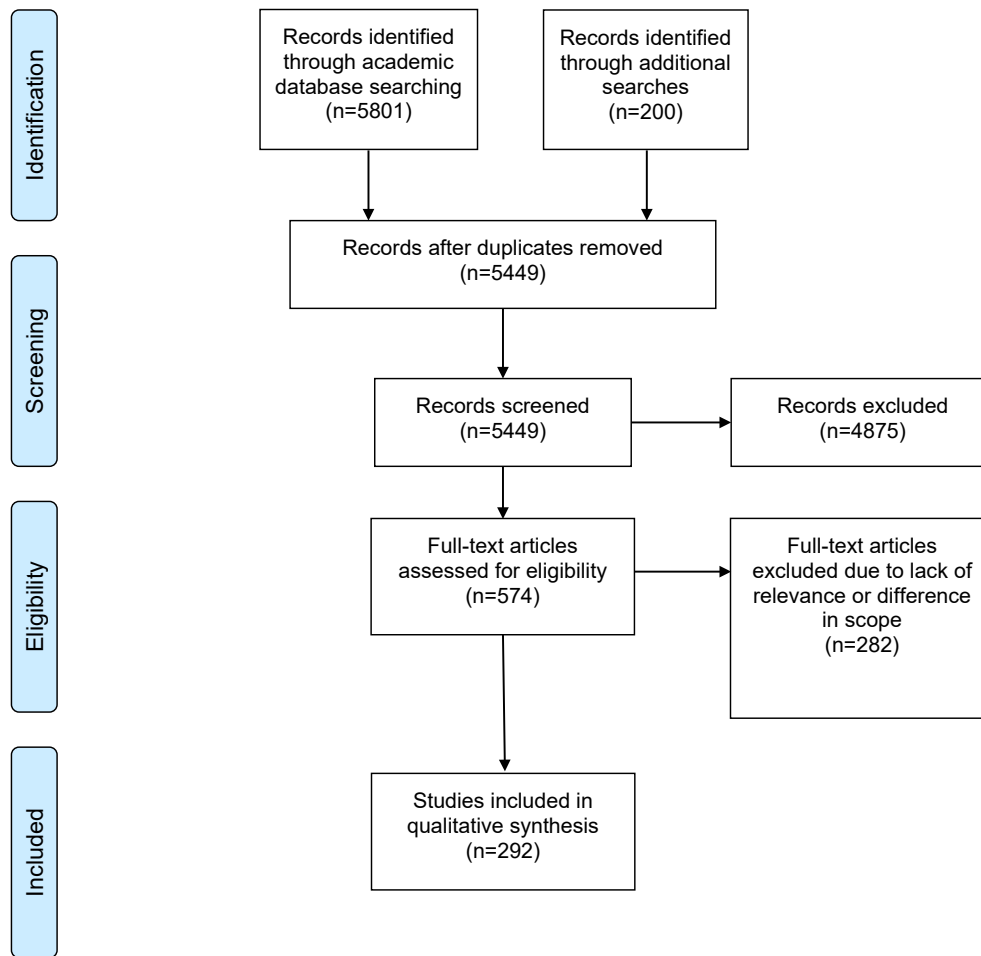 Identification
Records identified
through academic
database searching
(n=5801)
Records identified
through additional
searches
(n=200)
Screening
Records after duplicates removed
(n=5449)
Records screened
(n=5449)
Records excluded
(n=4875)
Eligibility
Full-text articles
assessed for eligibility
(n=574)
Full-text articles
excluded due to lack of
relevance or difference
in scope
(n=282)
Included
Studies included in
qualitative synthesis
(n=292)